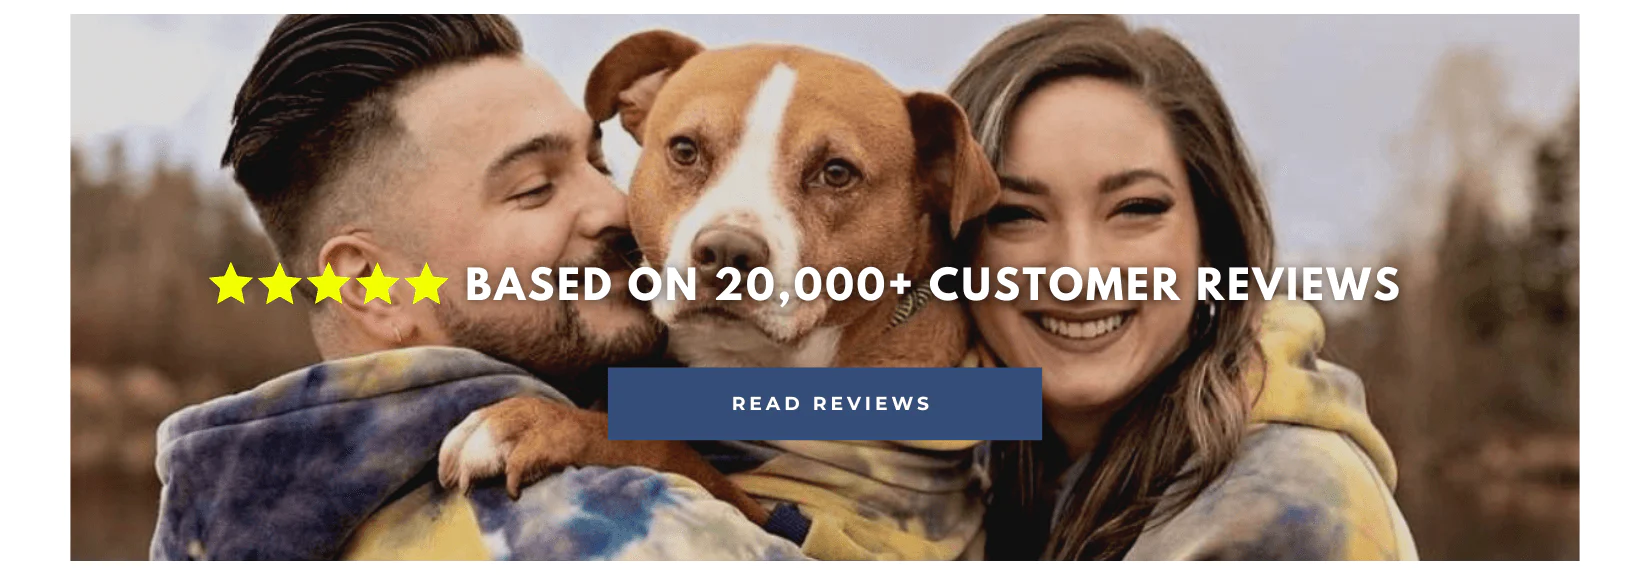 BASED ON 20,000+ CUSTOMER REVIEWS
READ REVIEWS